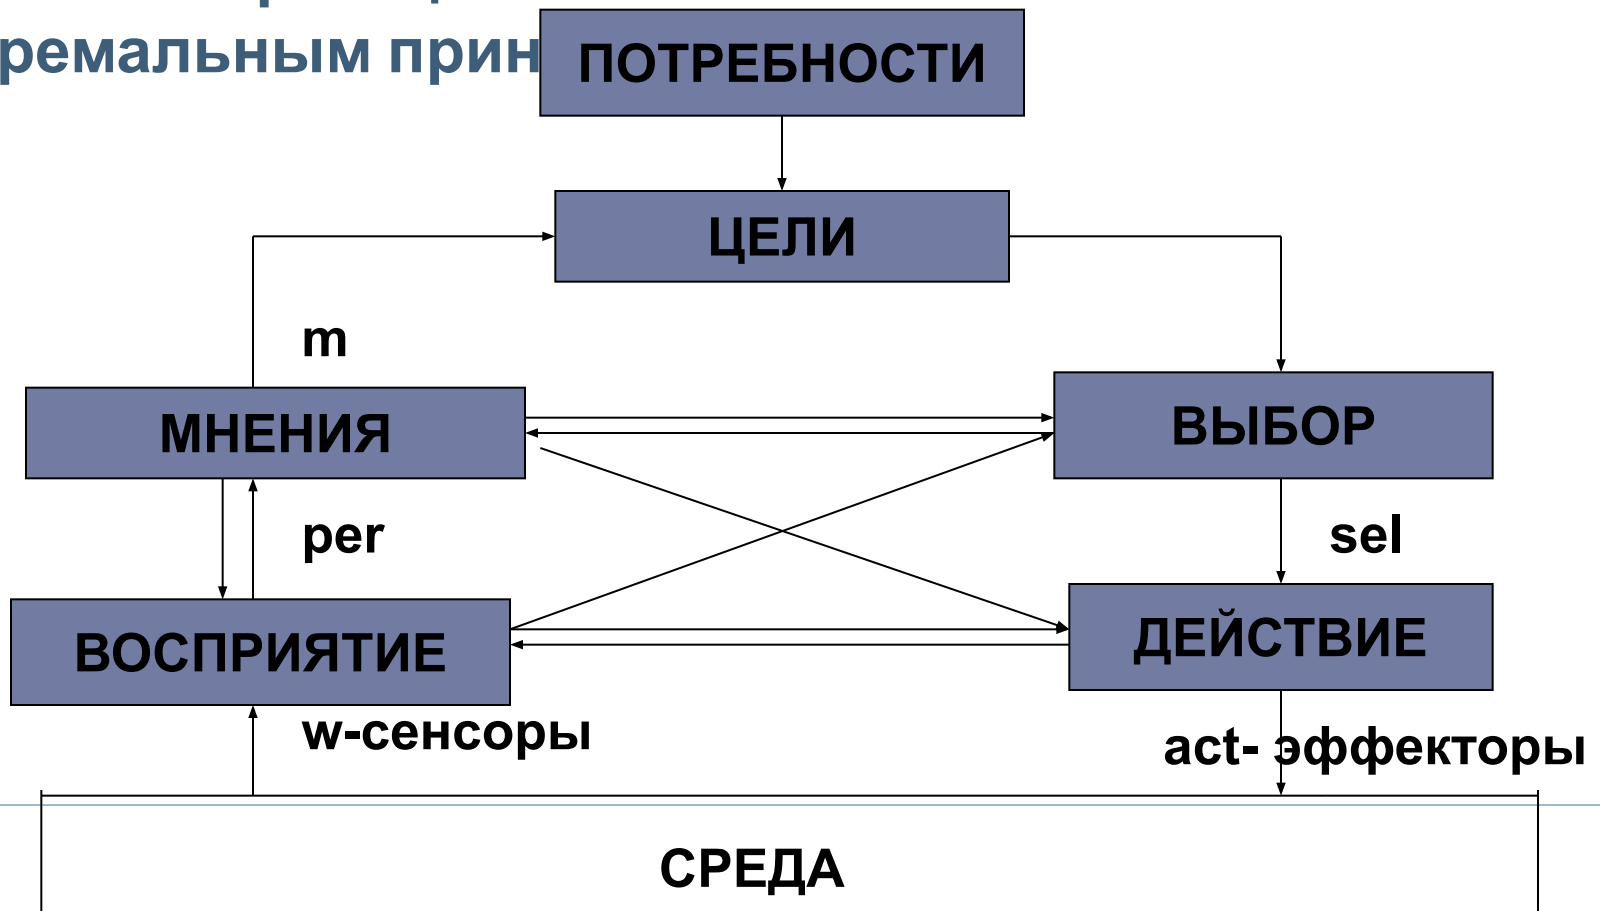 ремальным прин
ПОТРЕБНОСТИ
ЦЕЛИ
m
МНЕНИЯ
ВЫБОР
per
sel
ВОСПРИЯТИЕ
ДЕЙСТВИЕ
w-сенсоры
act- эффекторы
СРЕДА